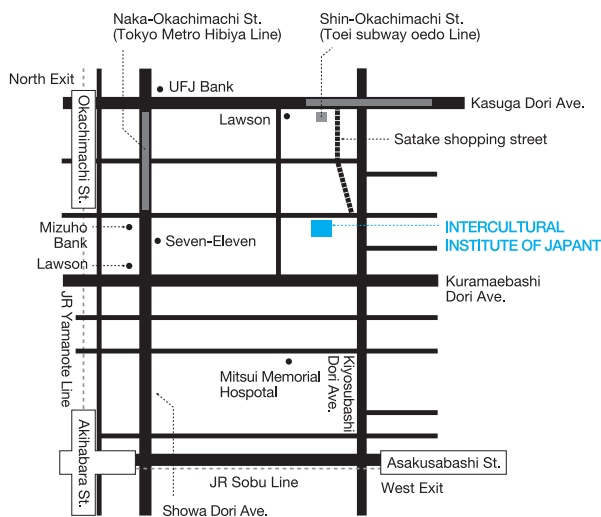 Naka-Okachimachi St.
(Tokyo Metro Hibiya Line)
Shin-Okachimachi St.
(Toei subway oedo Line)
North Exit
UFJ Bank
Okachimachi St.
Kasuga Dori Ave.
Lawson
Satake shopping street
Mizuho
Bank
Seven-Eleven
INTERCULTURAL
INSTITUTE OF JAPANT
Lawson
Kuramaebashi
Dori Ave.
JR Yamanote Line
Mitsui Memorial
Hospotal
Kiyosubashi
Dori Ave.
Akihabara St.
Asakusabashi St.
JR Sobu Line
West Exit
Showa Dori Ave.